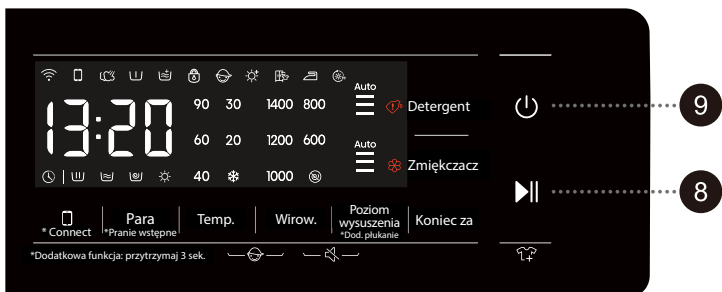 Auto
13:20
90 30 1400 800
Detergent
9
Auto
60 20 1200 600
Zmiękczacz
40 1000
8
* Connect
Para
*Pranie wstępne
Temp.
Wirow.
Poziom
wysuszenia
*Dod. płukanie
Koniec za
*Dodatkowa funkcja: przytrzymaj 3 sek.